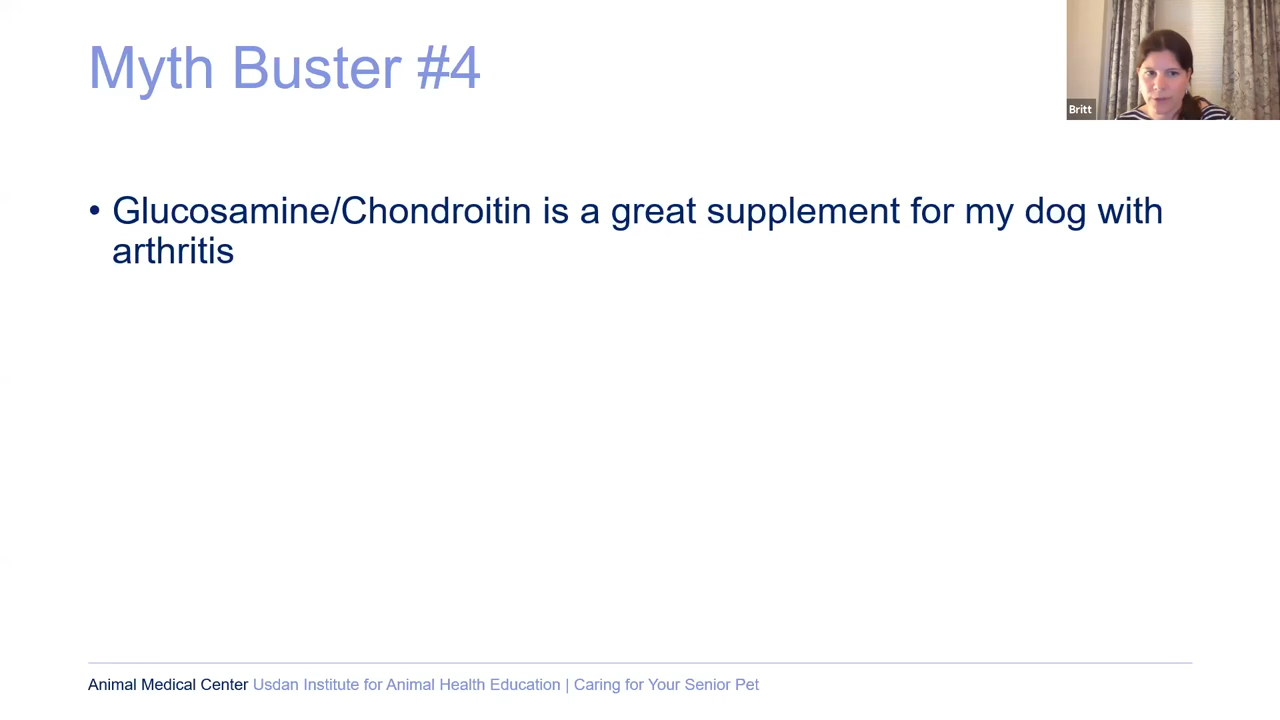 Myth Buster #4
Britt
• Glucosamine/Chondroitin is a great supplement for my dog with
arthritis
Animal Medical Center Usdan Institute for Animal Health Education | Caring for Your Senior Pet